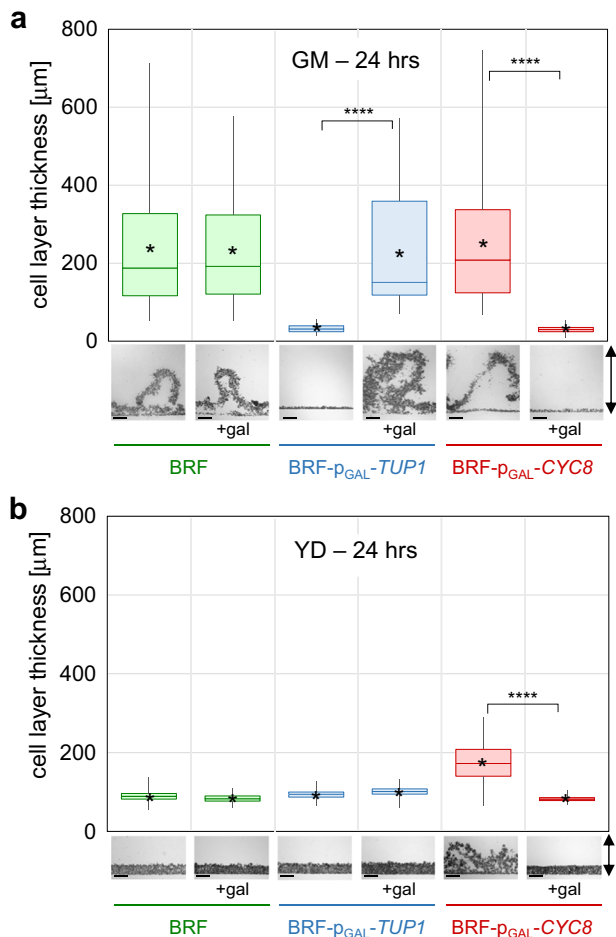 a
800
600
400
200
0
cell layer thickness [µm]
GM – 24 hrs
****
****
*
*
*
*
*
*
+gal
+gal
+gal
BRF
BRF-pGAL-TUP1
BRF-pGAL-CYC8
b
800
600
400
200
0
cell layer thickness [µm]
YD – 24 hrs
****
*
*
*
*
*
*
+gal
+gal
+gal
BRF
BRF-pGAL-TUP1
BRF-pGAL-CYC8